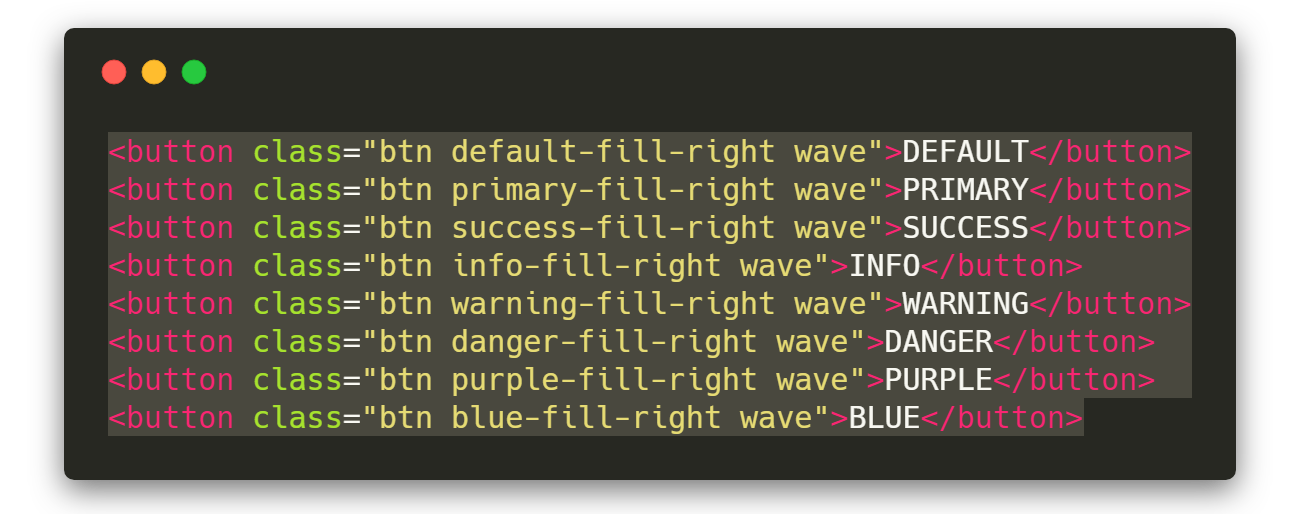 <button class="btn default-fill-right wave">DEFAULT</button>
<button class="btn primary-fill-right wave">PRIMARY</button>
<button class="btn success-fill-right wave">SUCCESS</button>
<button class="btn info-fill-right wave">INFO</button>
<button class="btn warning-fill-right wave">WARNING</button>
<button class="btn danger-fill-right wave">DANGER</button>
<button class="btn purple-fill-right wave">PURPLE</button>
<button class="btn blue-fill-right wave">BLUE</button>